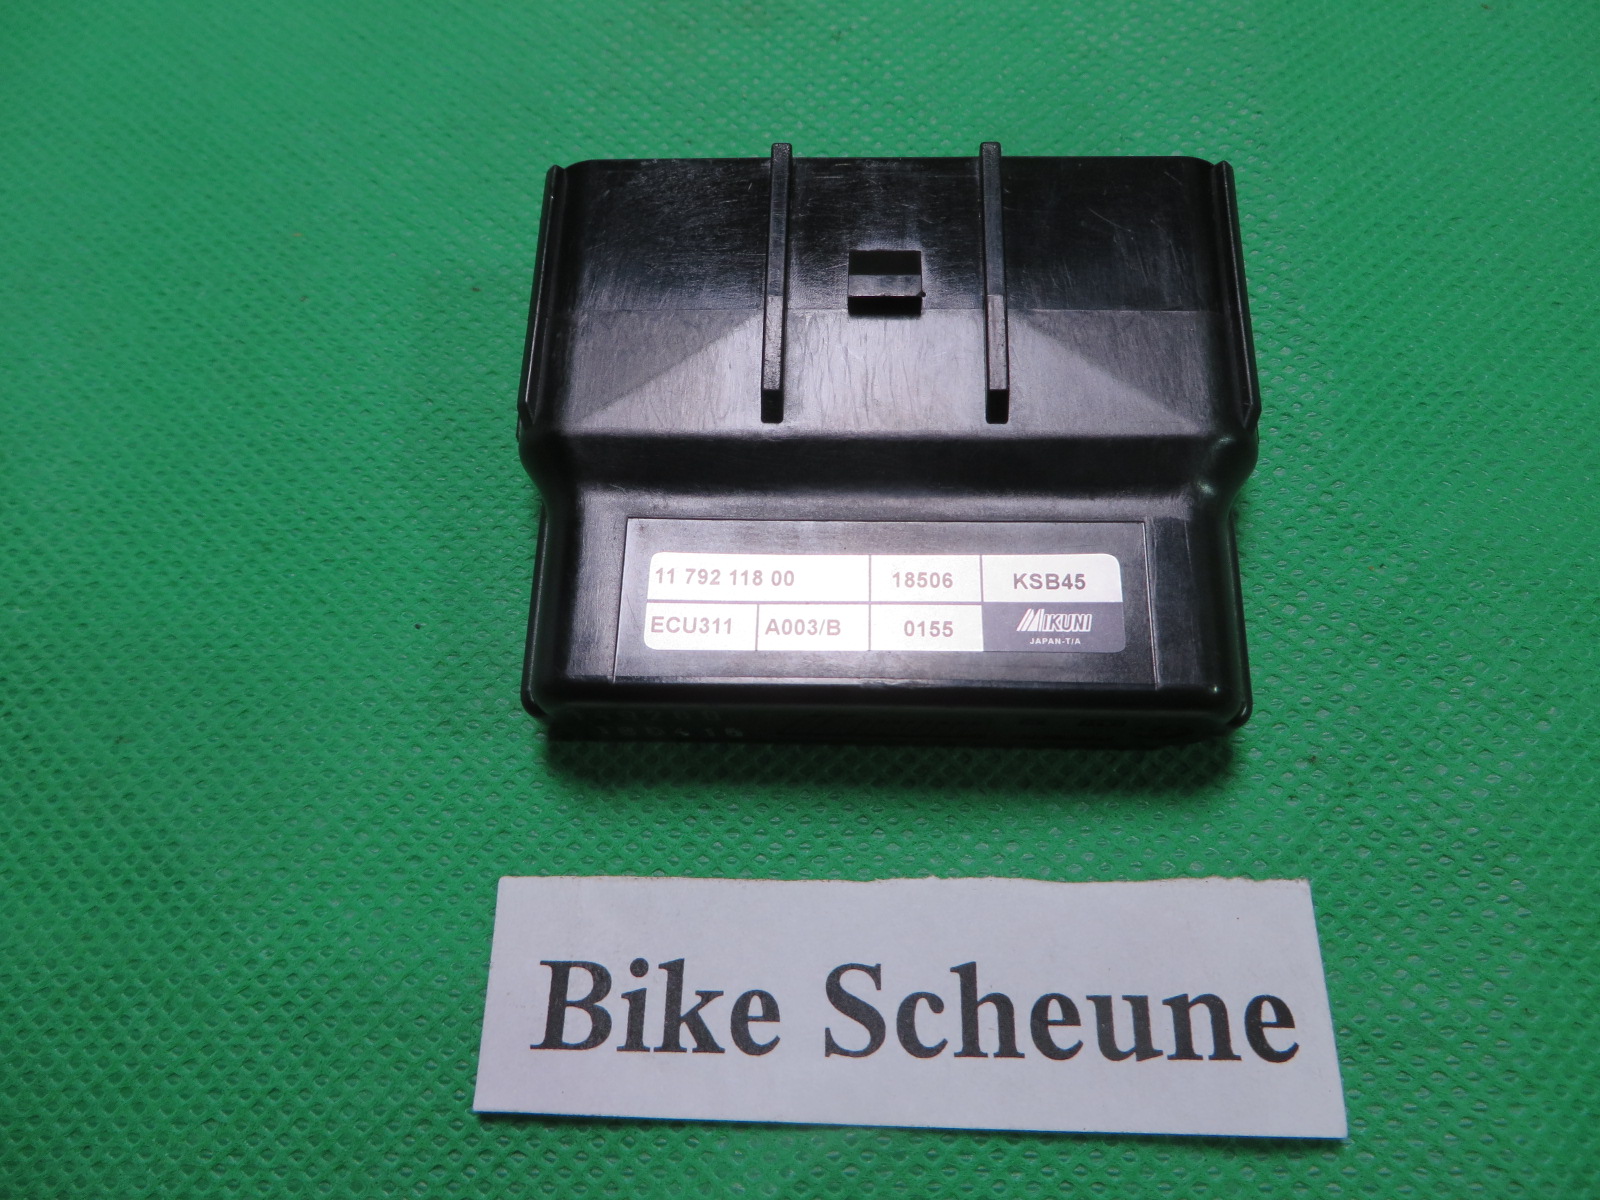 11 792 118 00 18506 KSB45
ECU311 A003/B 0155 MIKUNI
JAPAN-T/A
Bike Scheune